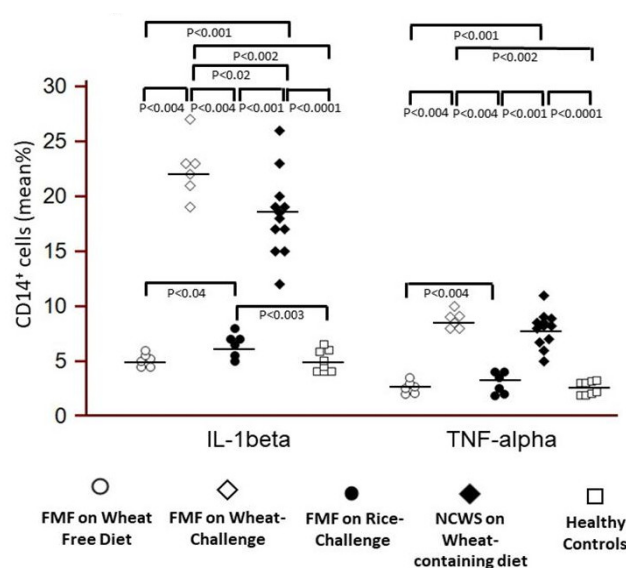 P<0.001
P<0.001
P<0.002
P<0.002
P<0.02
P<0.004 P<0.004 P<0.001 P<0.0001
P<0.004 P<0.004 P<0.001 P<0.0001
30
25
20
15
10
5
0
CD14⁺ cells (mean%)
P<0.04
P<0.003
P<0.004
IL-1beta
TNF-alpha
FMF on Wheat
Free Diet
FMF on Wheat-
Challenge
FMF on Rice-
Challenge
NCWS on
Wheat-
containing diet
Healthy
Controls